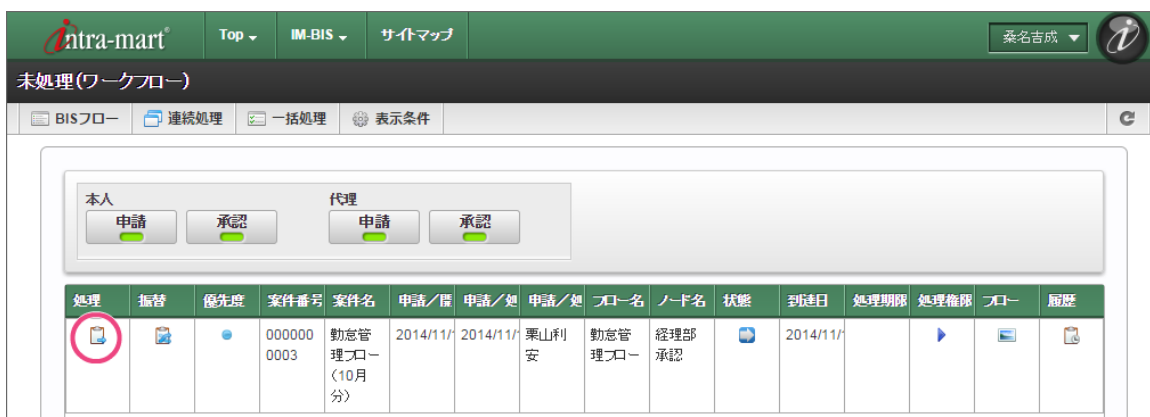 intra-mart® Top IM-BIS サイトマップ 桑名吉成
未処理(ワークフロー)
BISフロー 連続処理 一括処理 表示条件
本人 代理
申請 承認 申請 承認
処理 振替 優先度 案件番号 案件名 申請/ 申請/処 申請/処 フロー名 ノード名 状態 到達日 処理期限 処理権限 フロー 履歴
000000 勤怠管 2014/11/ 2014/11/ 栗山利 勤怠管 経理部 2014/11/
0003 理フロー 安 理フロー 承認
(10月
分)